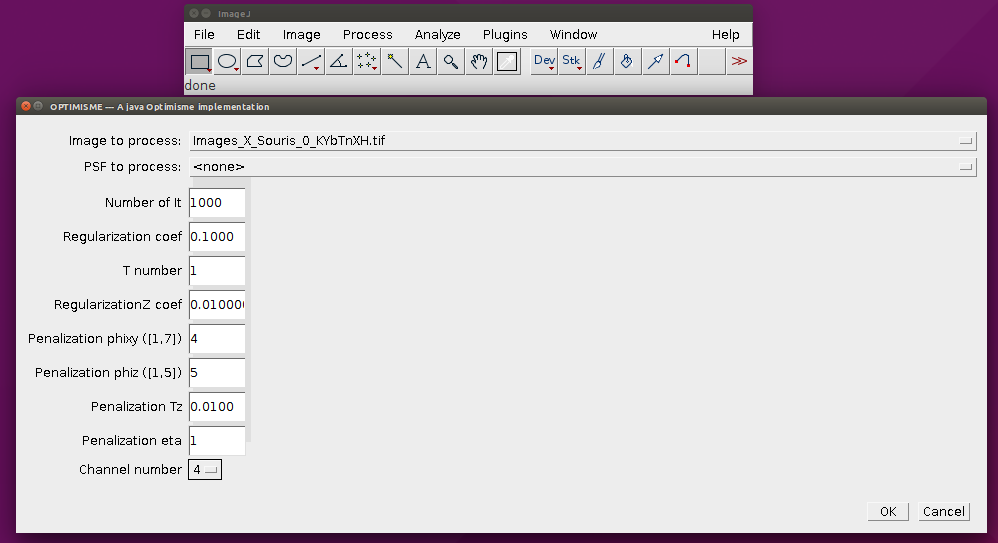 ImageJ
File Edit Image Process Analyze Plugins Window Help
A Dev Stk >>
done
OPTIMISME — A java Optimisme implementation
Image to process: Images_X_Souris_0_KYbTnXH.tif
PSF to process: <none>
Number of It 1000
Regularization coef 0.1000
T number 1
RegularizationZ coef 0.01000
Penalization phixy ([1,7]) 4
Penalization phiz ([1,5]) 5
Penalization Tz 0.0100
Penalization eta 1
Channel number 4
OK Cancel